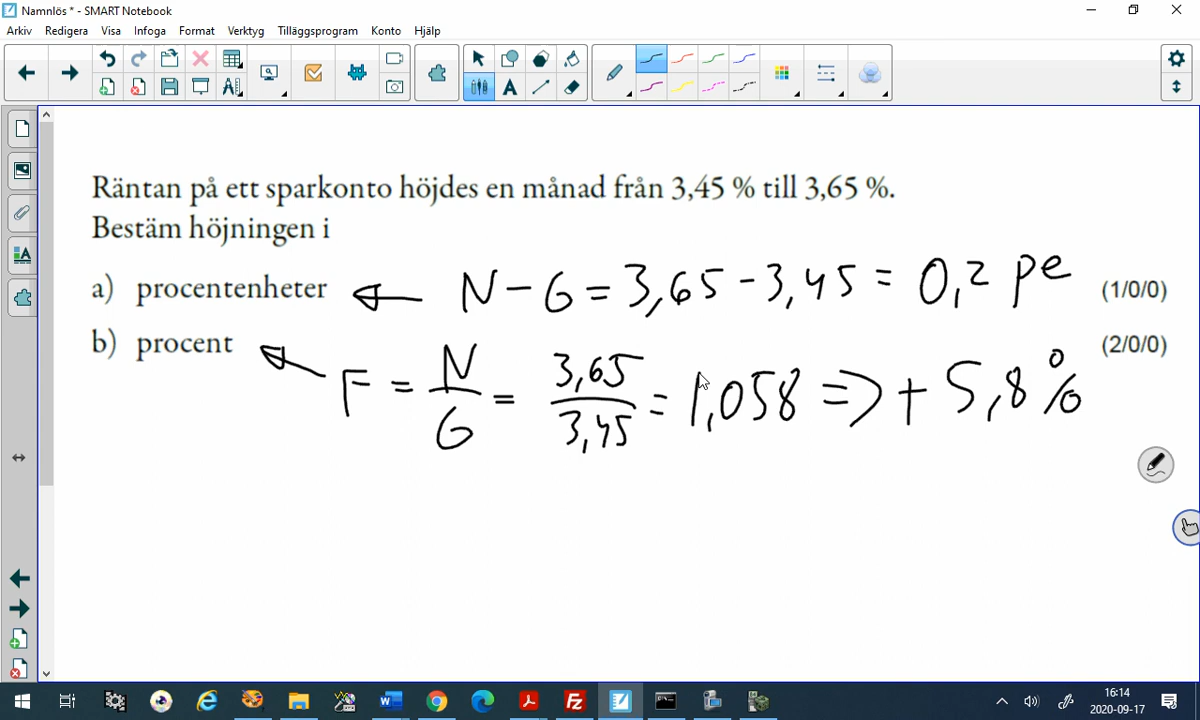 Namnlös * - SMART Notebook
Arkiv Redigera Visa Infoga Format Verktyg Tilläggsprogram Konto Hjälp
Räntan på ett sparkonto höjdes en månad från 3,45 % till 3,65 %.
Bestäm höjningen i
a) procentenheter N - G = 3,65 - 3,45 = 0,2 pe (1/0/0)
b) procent (2/0/0)
F = N/G = 3,65/3,45 = 1,058 => + 5,8 %
16:14
2020-09-17